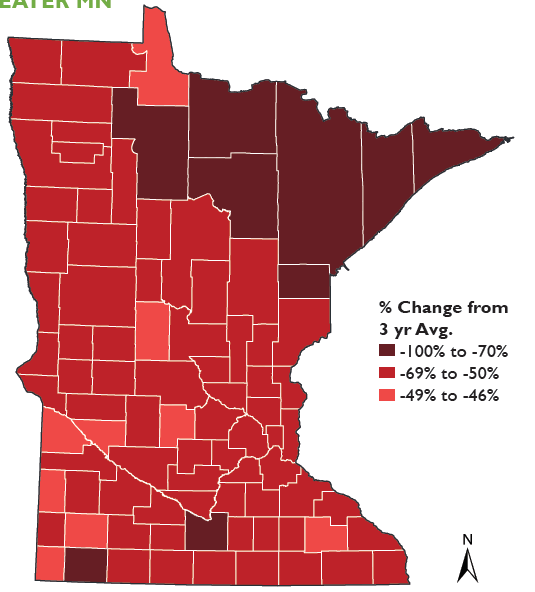 EATER MN
% Change from
3 yr Avg.
-100% to -70%
-69% to -50%
-49% to -46%
N